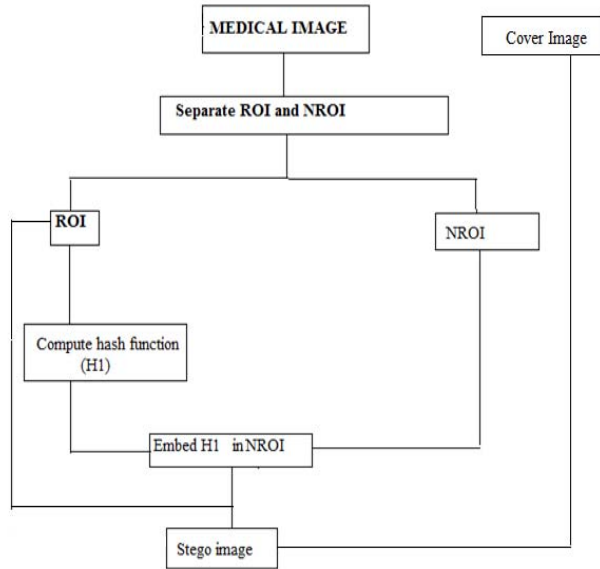 MEDICAL IMAGE
Cover Image
Separate ROI and NROI
ROI
NROI
Compute hash function
(H1)
Embed H1 in NROI
Stego image